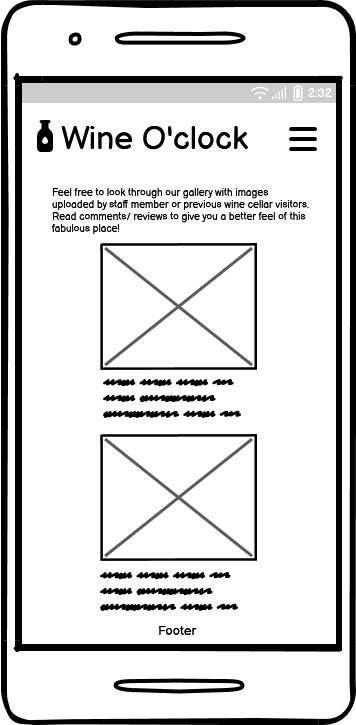 2:32
Wine O'clock
Feel free to look through our gallery with images
uploaded by staff member or previous wine cellar visitors.
Read comments/ reviews to give you a better feel of this
fabulous place!
Footer